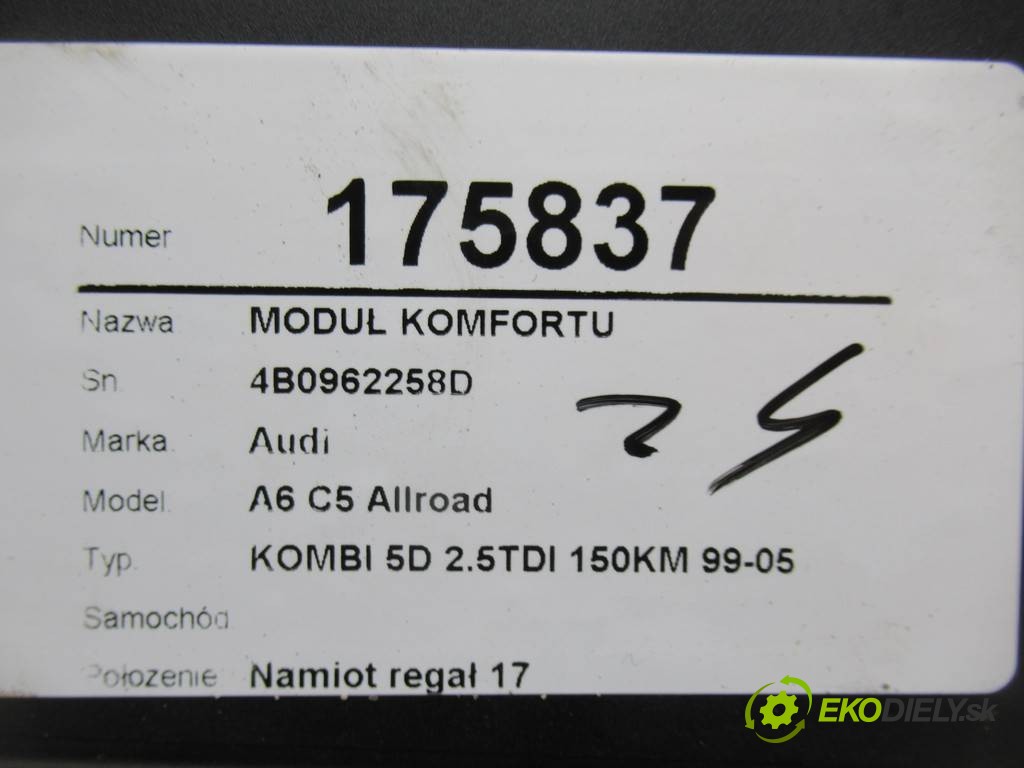 Numer 175837
Nazwa MODUŁ KOMFORTU
Sn. 4B0962258D
Marka. Audi
Model. A6 C5 Allroad
Typ. KOMBI 5D 2.5TDI 150KM 99-05
Samochód.
Położenie Namiot regał 17
EKODIELY.sk